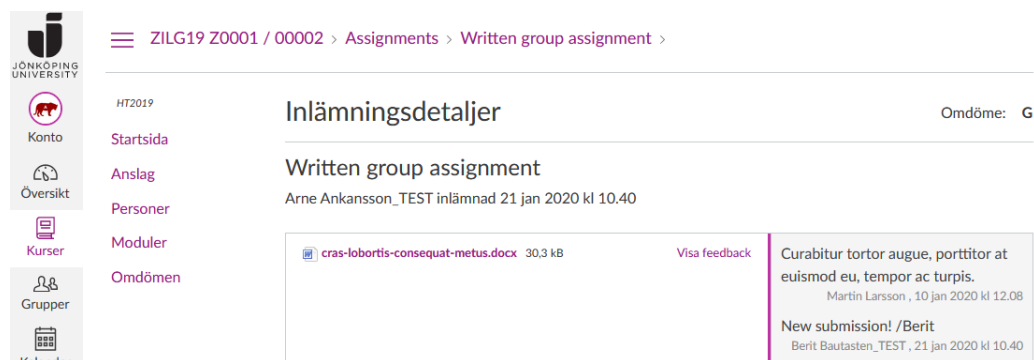 JÖNKÖPING
UNIVERSITY
Konto
Översikt
Kurser
Grupper
ZILG19 Z0001 / 00002 > Assignments > Written group assignment >
HT2019
Startsida
Anslag
Personer
Moduler
Omdömen
Inlämningsdetaljer
Omdöme: G
Written group assignment
Arne Ankansson_TEST inlämnad 21 jan 2020 kl 10.40
cras-lobortis-consequat-metus.docx 30,3 kB
Visa feedback
Curabitur tortor augue, porttitor at
euismod eu, tempor ac turpis.
Martin Larsson , 10 jan 2020 kl 12.08
New submission! /Berit
Berit Bautasten_TEST , 21 jan 2020 kl 10.40